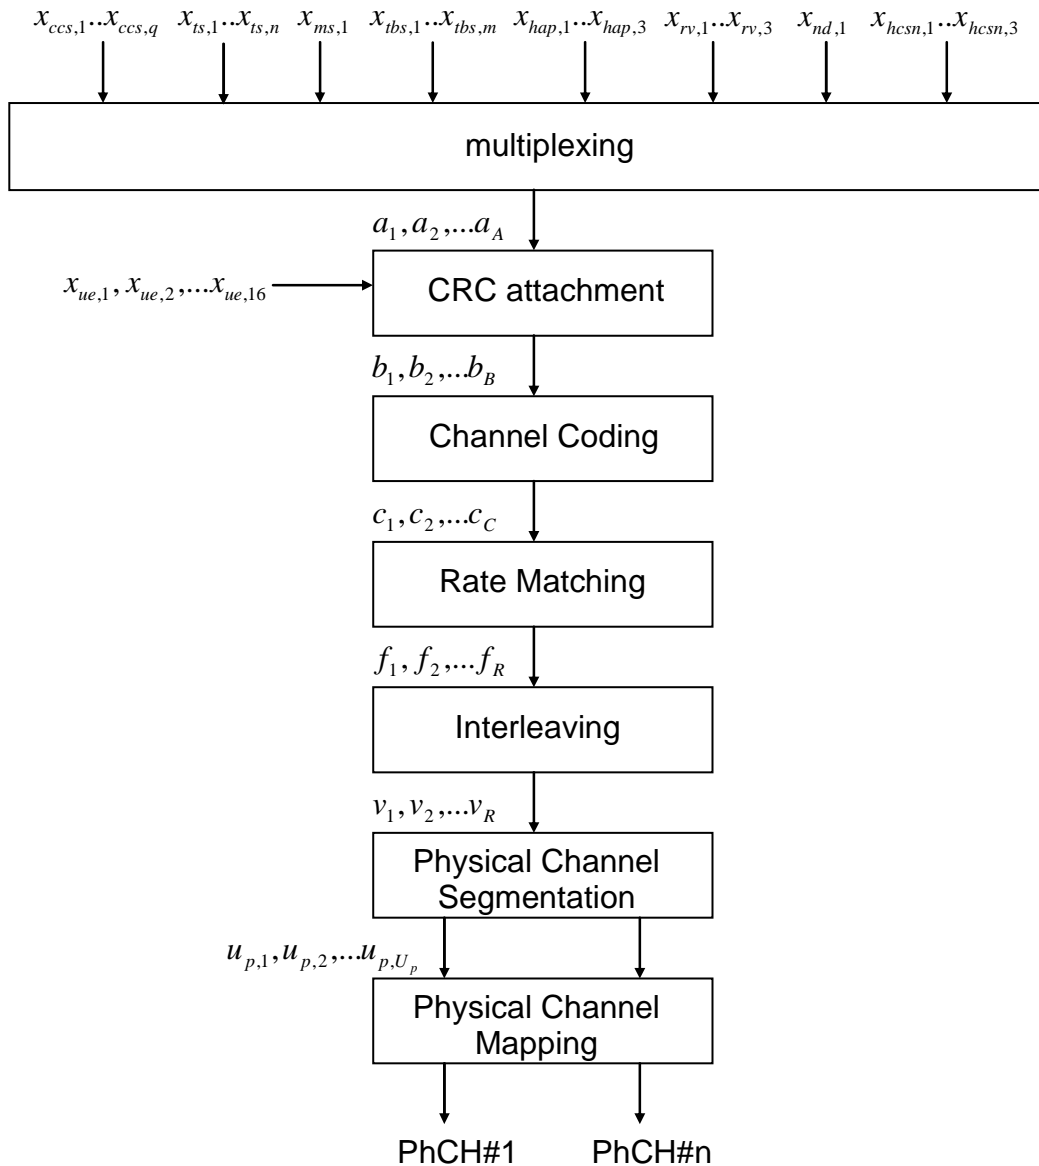 x_{ccs,1}..x_{ccs,q} x_{ts,1}..x_{ts,n} x_{ms,1} x_{tbs,1}..x_{tbs,m} x_{hap,1}..x_{hap,3} x_{rv,1}..x_{rv,3} x_{nd,1} x_{hcsn,1}..x_{hcsn,3}
multiplexing
a_1, a_2,...a_A
CRC attachment
x_{ue,1}, x_{ue,2},...x_{ue,16}
b_1, b_2,...b_B
Channel Coding
c_1, c_2,...c_C
Rate Matching
f_1, f_2,...f_R
Interleaving
v_1, v_2,...v_R
Physical Channel
Segmentation
u_{p,1}, u_{p,2},...u_{p,U_p}
Physical Channel
Mapping
PhCH#1 PhCH#n